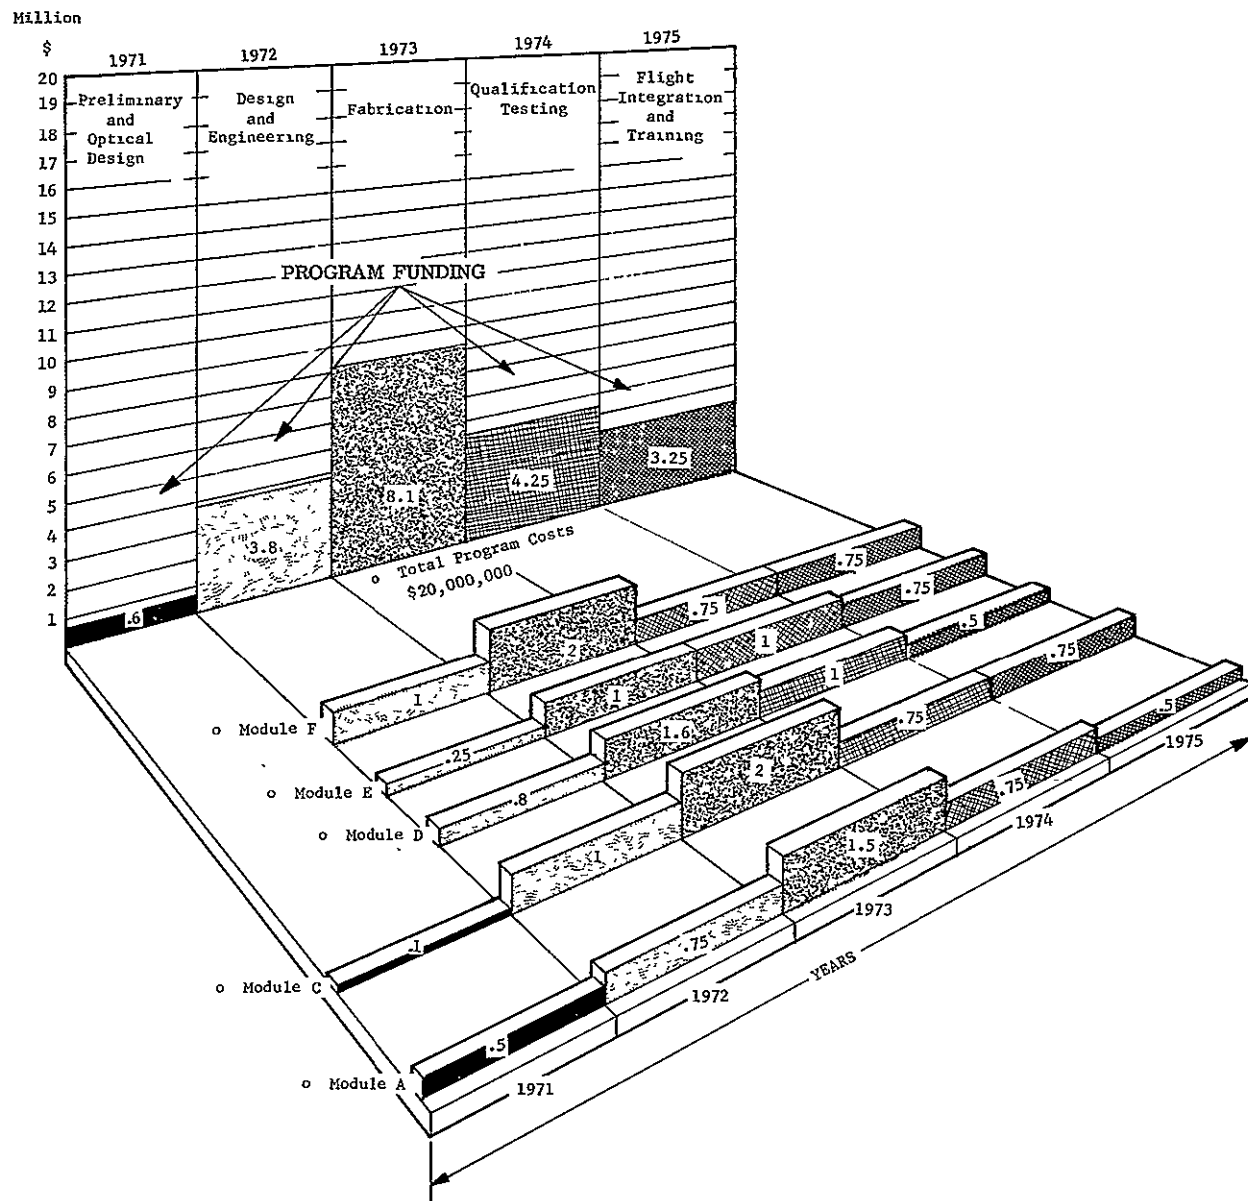 Million
$
1971
1972
1973
1974
1975
20
19
18
17
16
15
14
13
12
11
10
9
8
7
6
5
4
3
2
1
Preliminary
and
Optical
Design
Design
and
Engineering
Fabrication
Qualification
Testing
Flight
Integration
and
Training
PROGRAM FUNDING
.6
3.8
8.1
4.25
3.25
o Total Program Costs
$20,000,000
o Module F
1
2
.75
.75
o Module E
.25
1
1
.75
o Module D
.8
1.6
1
.5
o Module C
.1
1
2
.75
.75
o Module A
.5
.75
1.5
.75
.5
1971
1972
1973
1974
1975
YEARS